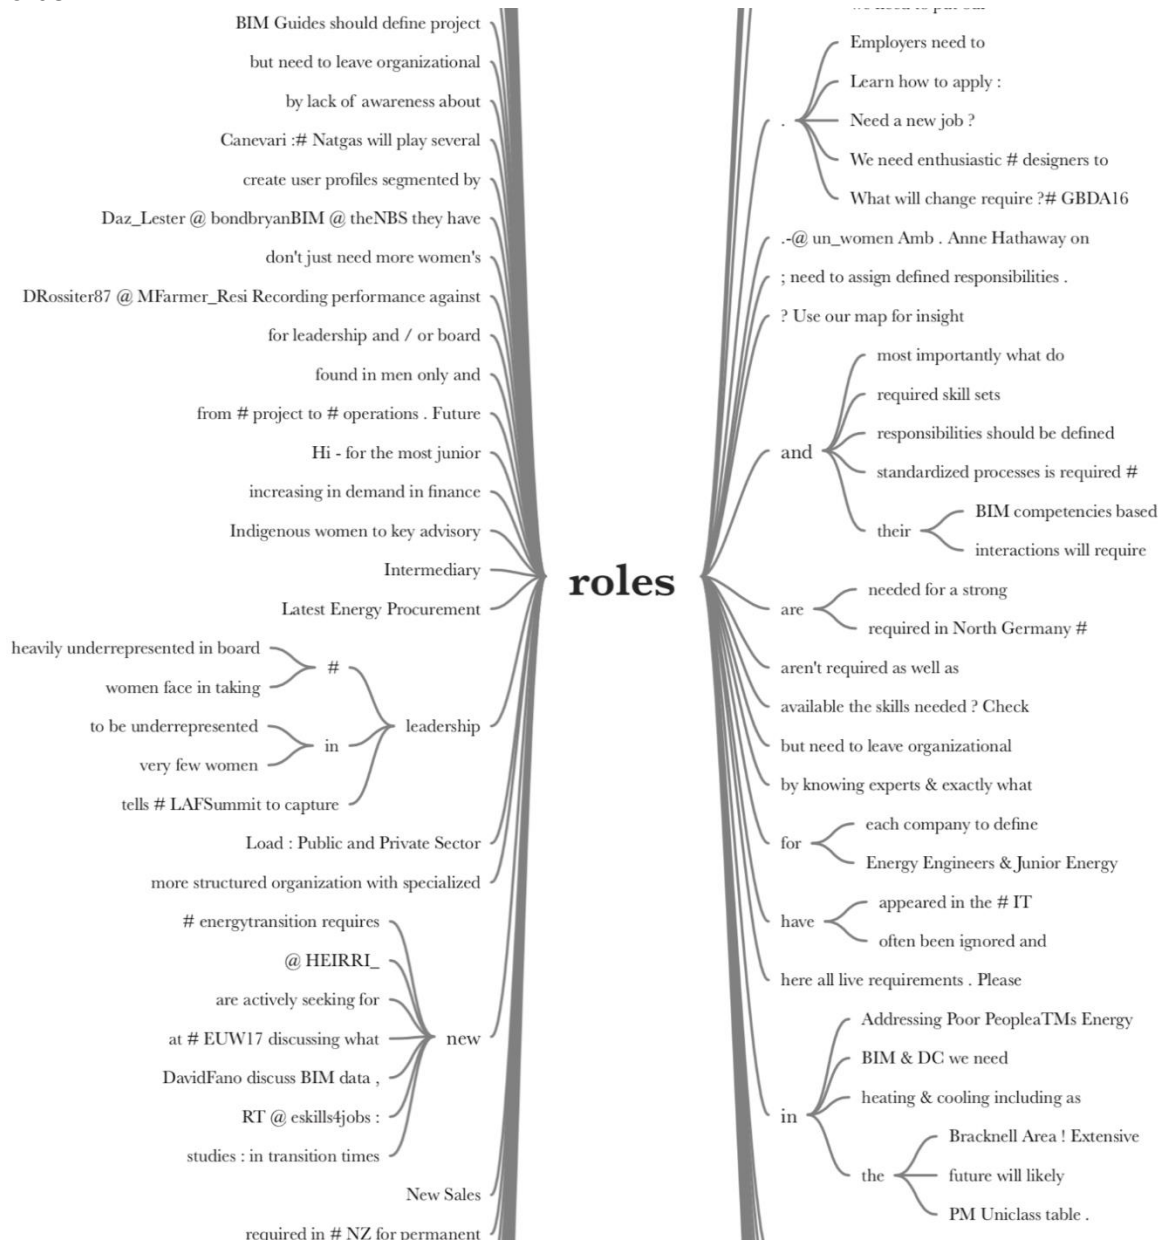 BIM Guides should define project
but need to leave organizational
by lack of awareness about
Canevari :# Natgas will play several
create user profiles segmented by
Daz_Lester @ bondbryanBIM @ theNBS they have
don't just need more women's
DRossiter87 @ MFarmer_Resi Recording performance against
for leadership and / or board
found in men only and
from # project to # operations . Future
Hi - for the most junior
increasing in demand in finance
Indigenous women to key advisory
Intermediary
Latest Energy Procurement
heavily underrepresented in board
women face in taking
#
to be underrepresented
very few women
in
tells # LAFSummit to capture
leadership
Load : Public and Private Sector
more structured organization with specialized
# energytransition requires
@ HEIRRI_
are actively seeking for
at # EUW17 discussing what
DavidFano discuss BIM data ,
RT @ eskills4jobs :
studies : in transition times
new
New Sales
required in # NZ for permanent
roles
.
Employers need to
Learn how to apply :
Need a new job ?
We need enthusiastic # designers to
What will change require ?# GBDA16
.-@ un_women Amb . Anne Hathaway on
; need to assign defined responsibilities .
? Use our map for insight
and
most importantly what do
required skill sets
responsibilities should be defined
standardized processes is required #
their
BIM competencies based
interactions will require
are
needed for a strong
required in North Germany #
aren't required as well as
available the skills needed ? Check
but need to leave organizational
by knowing experts & exactly what
for
each company to define
Energy Engineers & Junior Energy
have
appeared in the # IT
often been ignored and
here all live requirements . Please
in
Addressing Poor PeopleaTMs Energy
BIM & DC we need
heating & cooling including as
the
Bracknell Area ! Extensive
future will likely
PM Uniclass table .